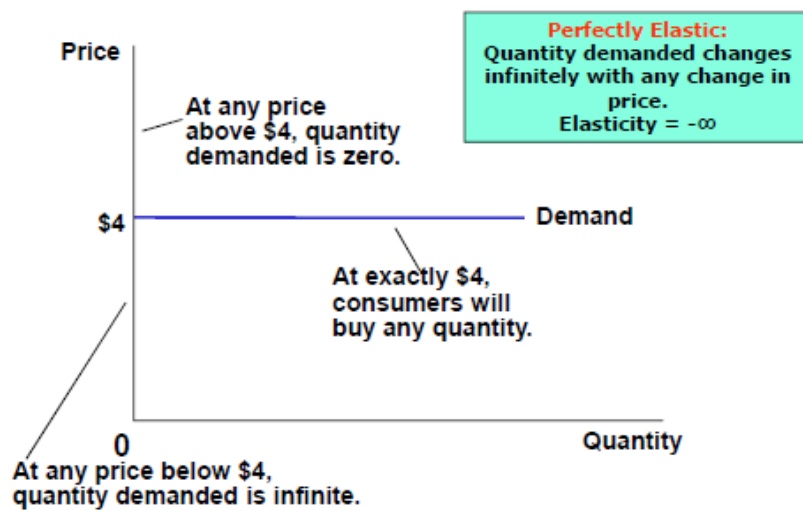 Perfectly Elastic:
Quantity demanded changes
infinitely with any change in
price.
Elasticity = -∞
Price
At any price
above $4, quantity
demanded is zero.
$4
Demand
At exactly $4,
consumers will
buy any quantity.
0
Quantity
At any price below $4,
quantity demanded is infinite.